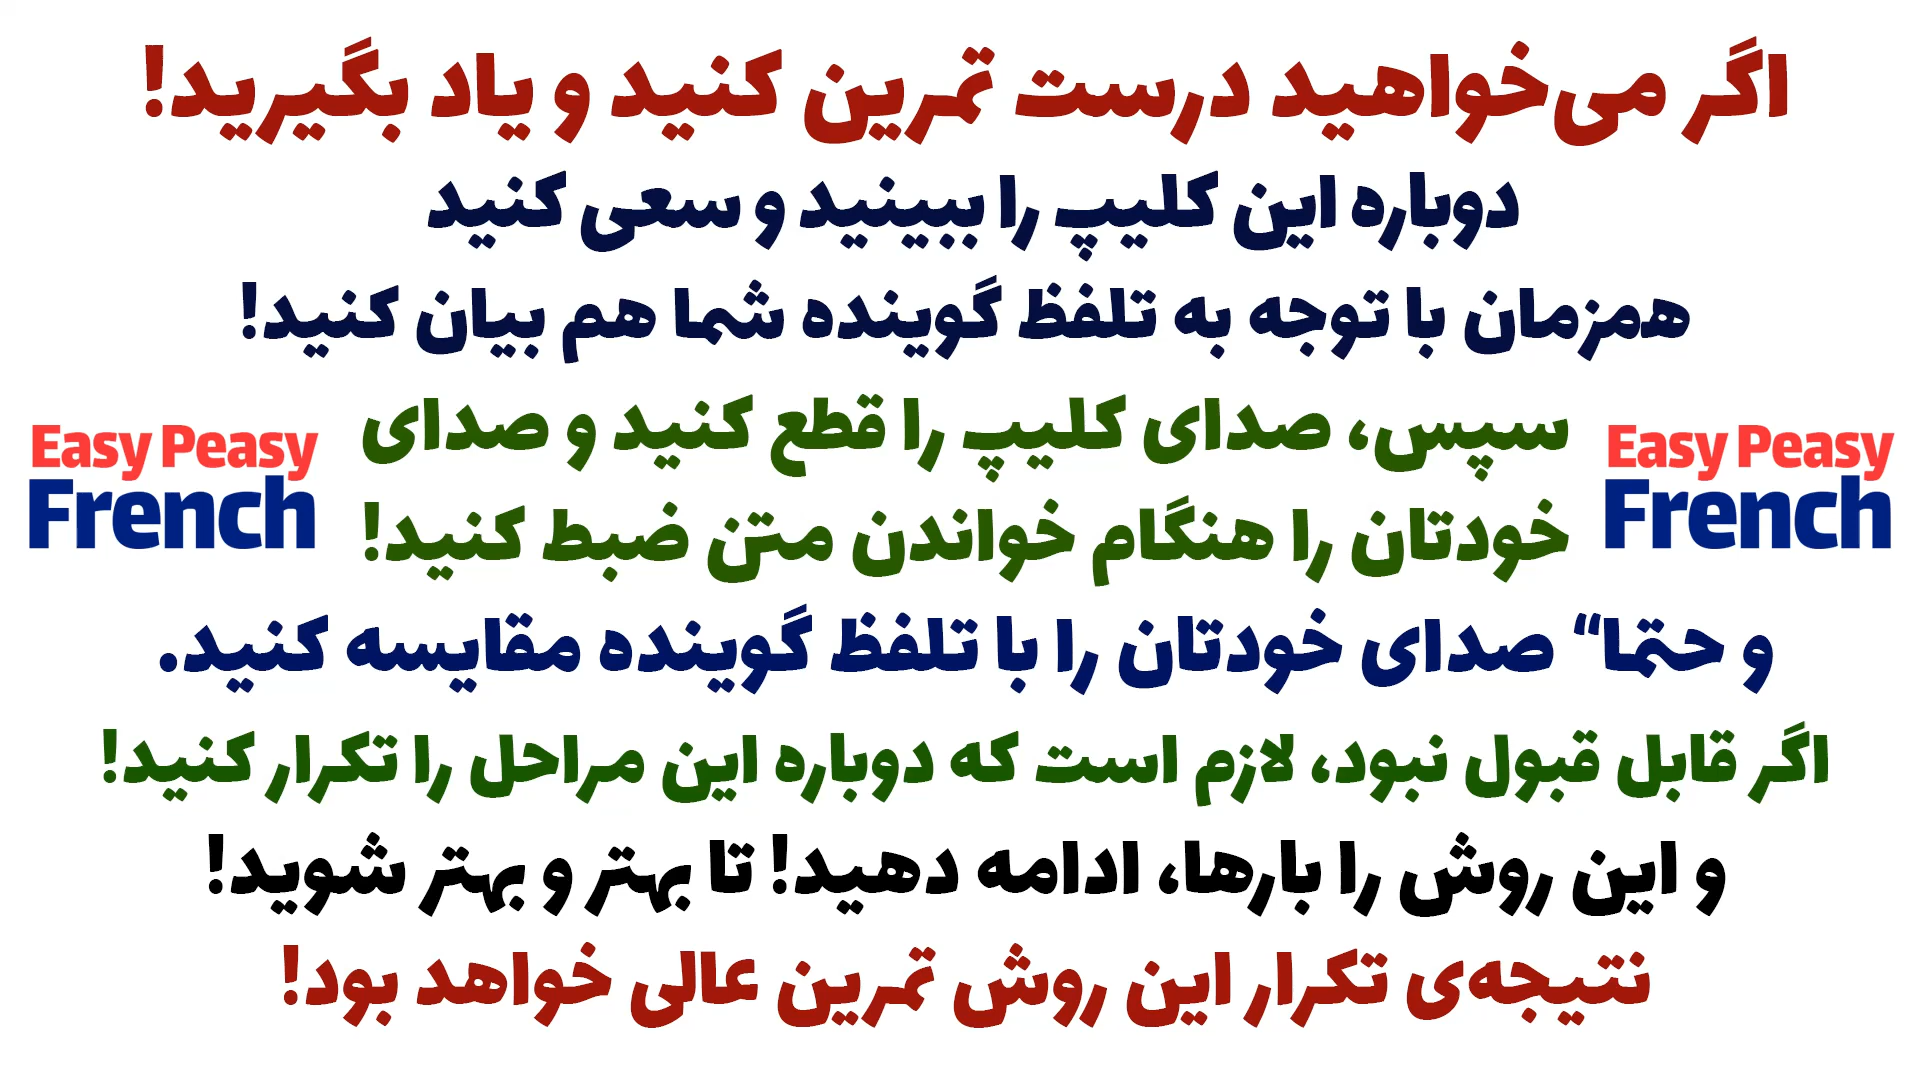 اگر می‌خواهید درست تمرین کنید و یاد بگیرید!
دوباره این کلیپ را ببینید و سعی کنید
همزمان با توجه به تلفظ گوینده شما هم بیان کنید!
سپس، صدای کلیپ را قطع کنید و صدای
خودتان را هنگام خواندن متن ضبط کنید!
Easy Peasy
French
Easy Peasy
French
و حتما“ صدای خودتان را با تلفظ گوینده مقایسه کنید.
اگر قابل قبول نبود، لازم است که دوباره این مراحل را تکرار کنید!
و این روش را بارها، ادامه دهید! تا بهتر و بهتر شوید!
نتیجه‌ی تکرار این روش تمرین عالی خواهد بود!